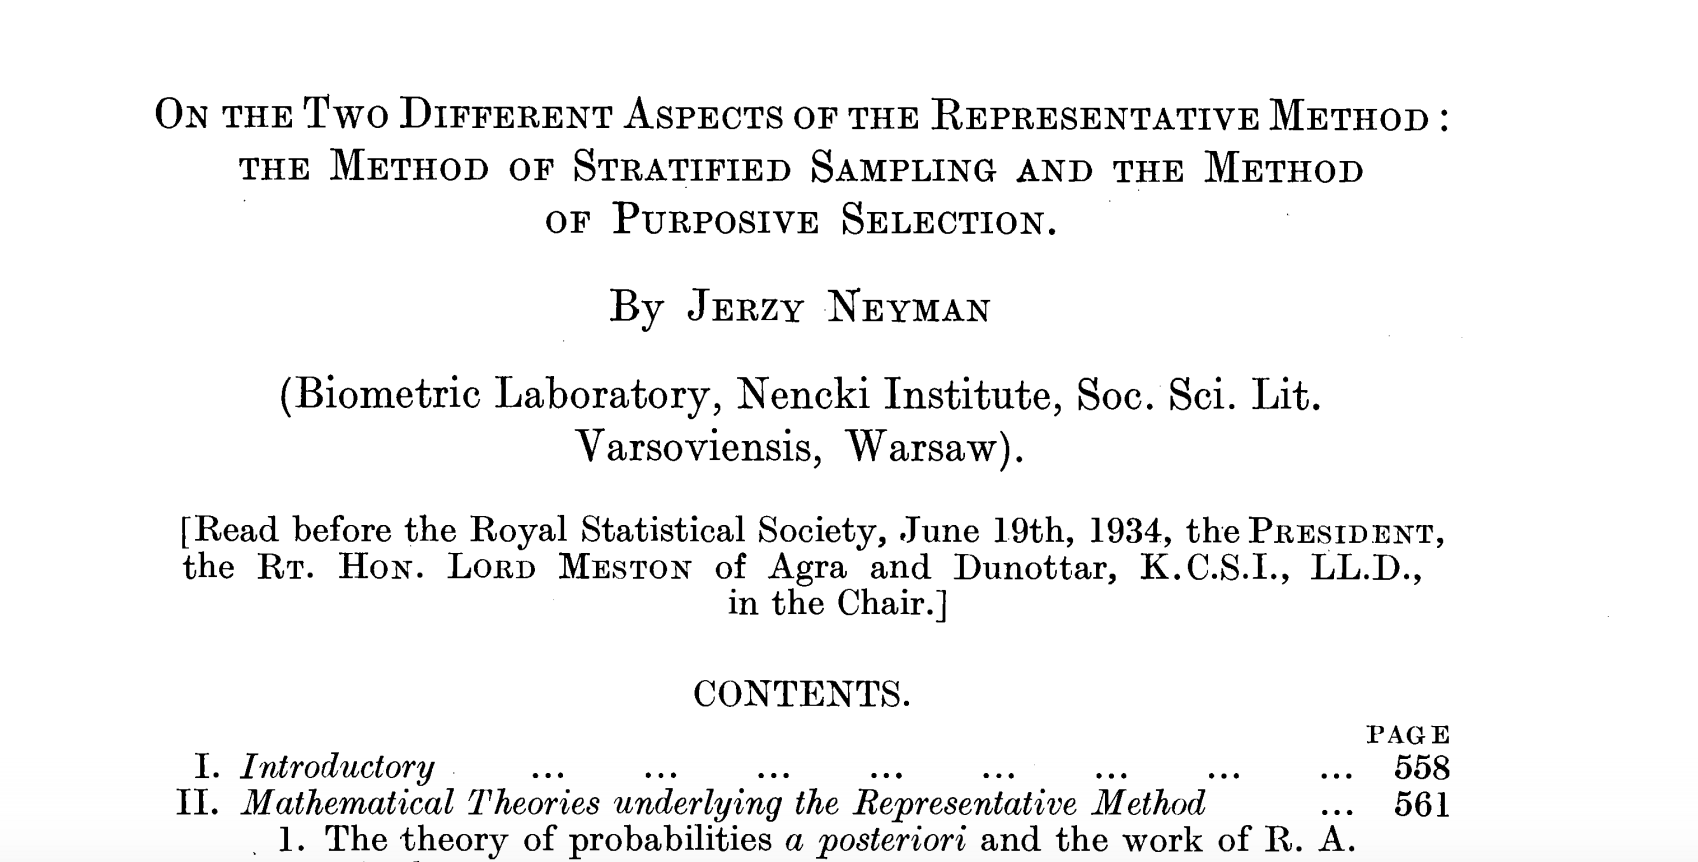 On the Two Different Aspects of the Representative Method:
the Method of Stratified Sampling and the Method
of Purposive Selection.
By Jerzy Neyman
(Biometric Laboratory, Nencki Institute, Soc. Sci. Lit.
Varsoviensis, Warsaw).
[Read before the Royal Statistical Society, June 19th, 1934, the President,
the Rt. Hon. Lord Meston of Agra and Dunottar, K.C.S.I., LL.D.,
in the Chair.]
CONTENTS.
PAGE
I. Introductory ... ... ... ... ... ... ... ... 558
II. Mathematical Theories underlying the Representative Method ... 561
1. The theory of probabilities a posteriori and the work of R. A.